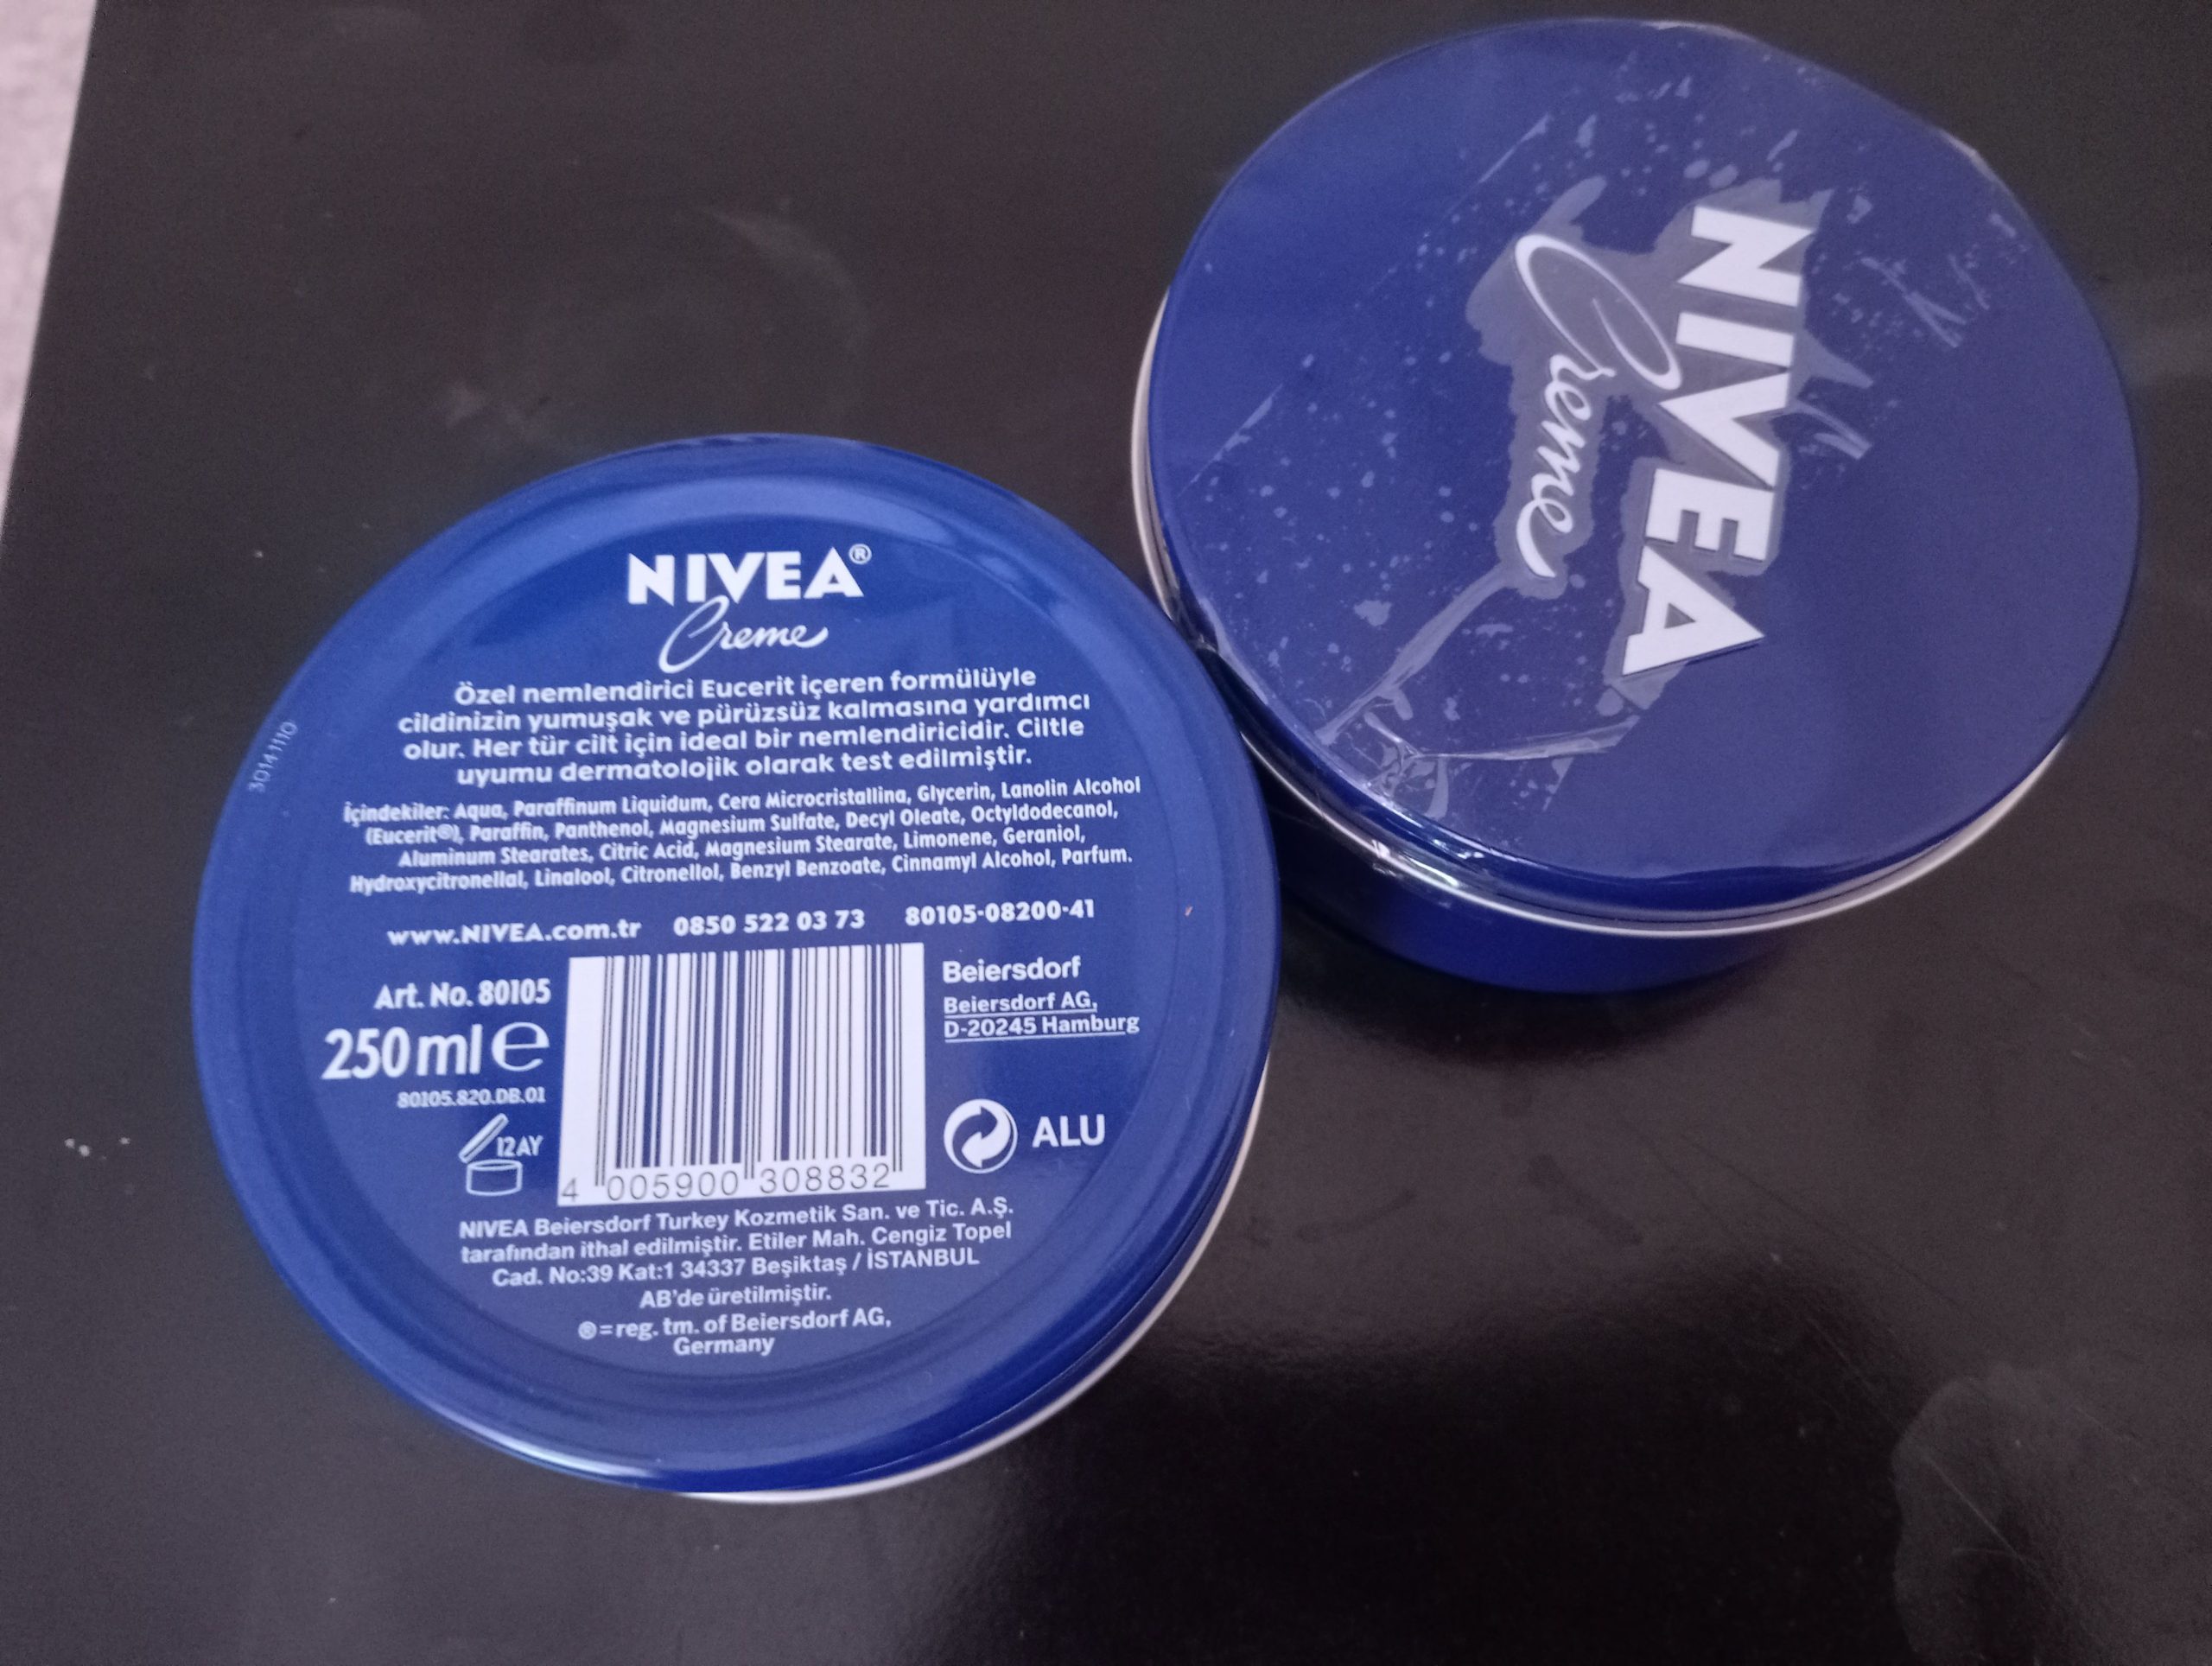 NIVEA®
Creme
Özel nemlendirici Eucerit içeren formülüyle
cildinizin yumuşak ve pürüzsüz kalmasına yardımcı
olur. Her tür cilt için ideal bir nemlendiricidir. Ciltle
uyumu dermatolojik olarak test edilmiştir.
İçindekiler: Aqua, Paraffinum Liquidum, Cera Microcristallina, Glycerin, Lanolin Alcohol
(Eucerit®), Paraffin, Panthenol, Magnesium Sulfate, Decyl Oleate, Octyldodecanol,
Aluminum Stearates, Citric Acid, Magnesium Stearate, Limonene, Geraniol,
Hydroxycitronellal, Linalool, Citronellol, Benzyl Benzoate, Cinnamyl Alcohol, Parfum.
www.NIVEA.com.tr 0850 522 03 73 80105-08200-41
Art. No. 80105
250 ml e
80105.820.DB.01
12 AY
4 005900 308832
Beiersdorf
Beiersdorf AG,
D-20245 Hamburg
ALU
NIVEA Beiersdorf Turkey Kozmetik San. ve Tic. A.Ş.
tarafından ithal edilmiştir. Etiler Mah. Cengiz Topel
Cad. No:39 Kat:1 34337 Beşiktaş / İSTANBUL
AB'de üretilmiştir.
®=reg. tm. of Beiersdorf AG,
Germany
30141110
NIVEA
Creme